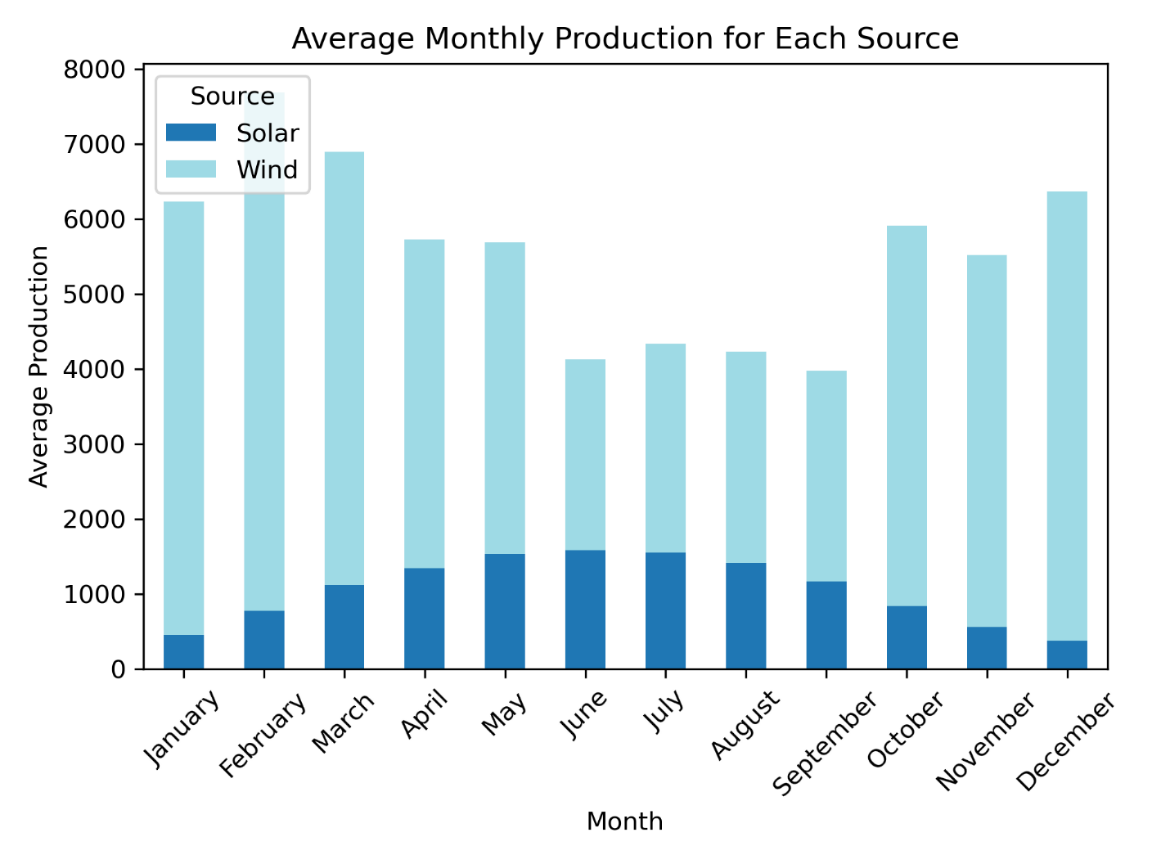 Average Monthly Production for Each Source
8000
7000
6000
5000
4000
3000
2000
1000
0
Average Production
Source
Solar
Wind
January
February
March
April
May
June
July
August
September
October
November
December
Month